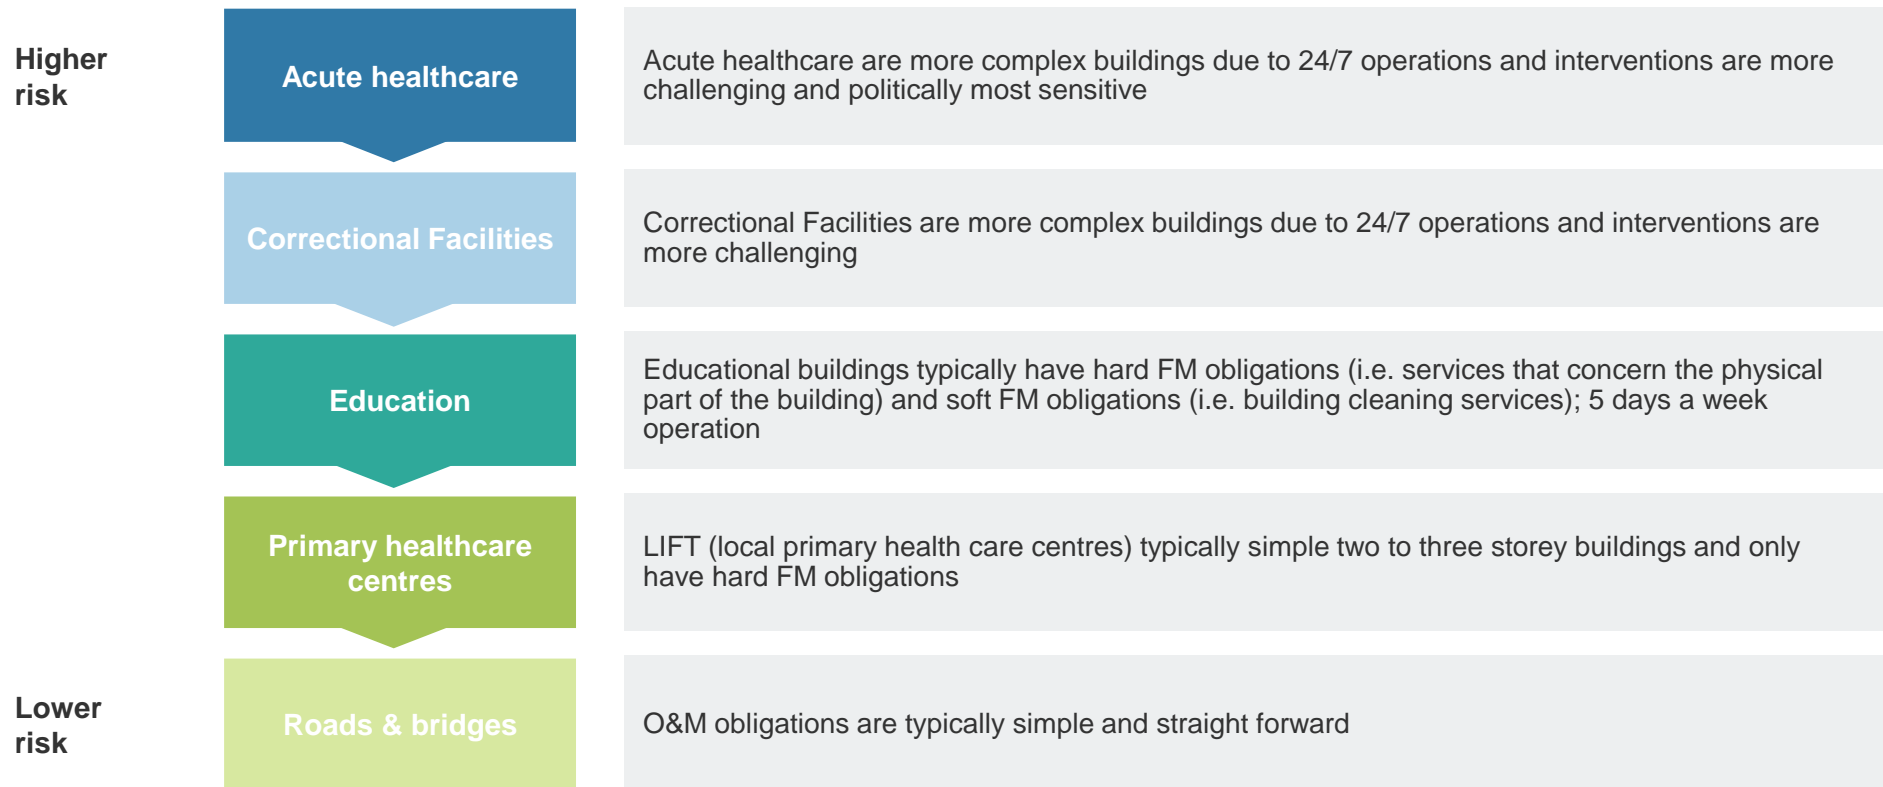 Higher
risk
Acute healthcare
Acute healthcare are more complex buildings due to 24/7 operations and interventions are more
challenging and politically most sensitive
Correctional Facilities
Correctional Facilities are more complex buildings due to 24/7 operations and interventions are
more challenging
Education
Educational buildings typically have hard FM obligations (i.e. services that concern the physical
part of the building) and soft FM obligations (i.e. building cleaning services); 5 days a week
operation
Primary healthcare
centres
LIFT (local primary health care centres) typically simple two to three storey buildings and only
have hard FM obligations
Lower
risk
Roads & bridges
O&M obligations are typically simple and straight forward